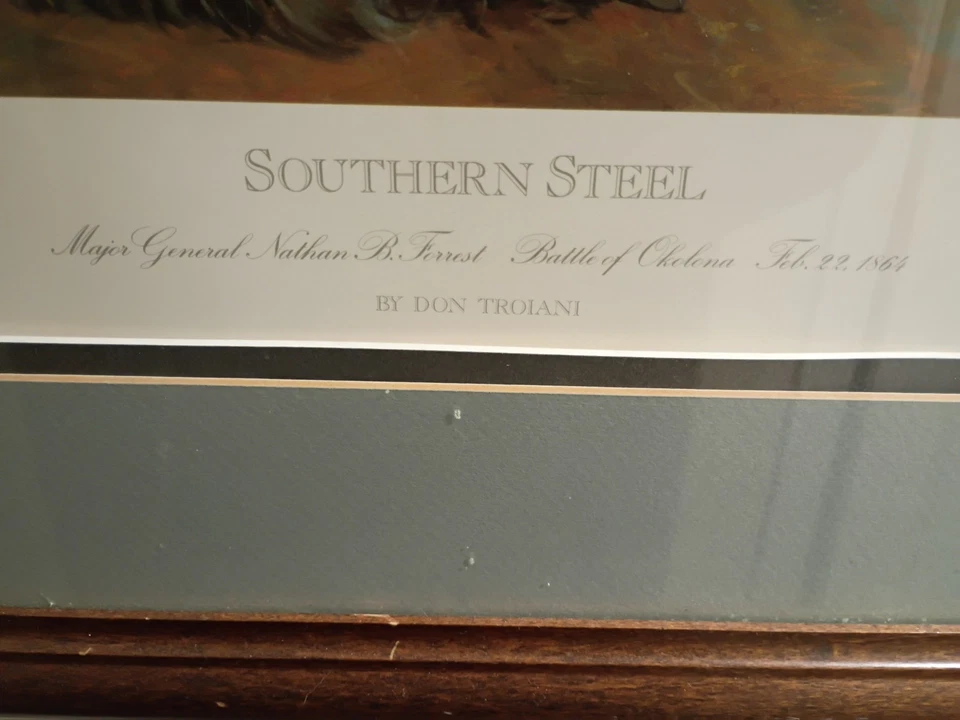 SOUTHERN STEEL
Major General Nathan B. Forrest Battle of Okolona Feb. 22, 1864
BY DON TROIANI